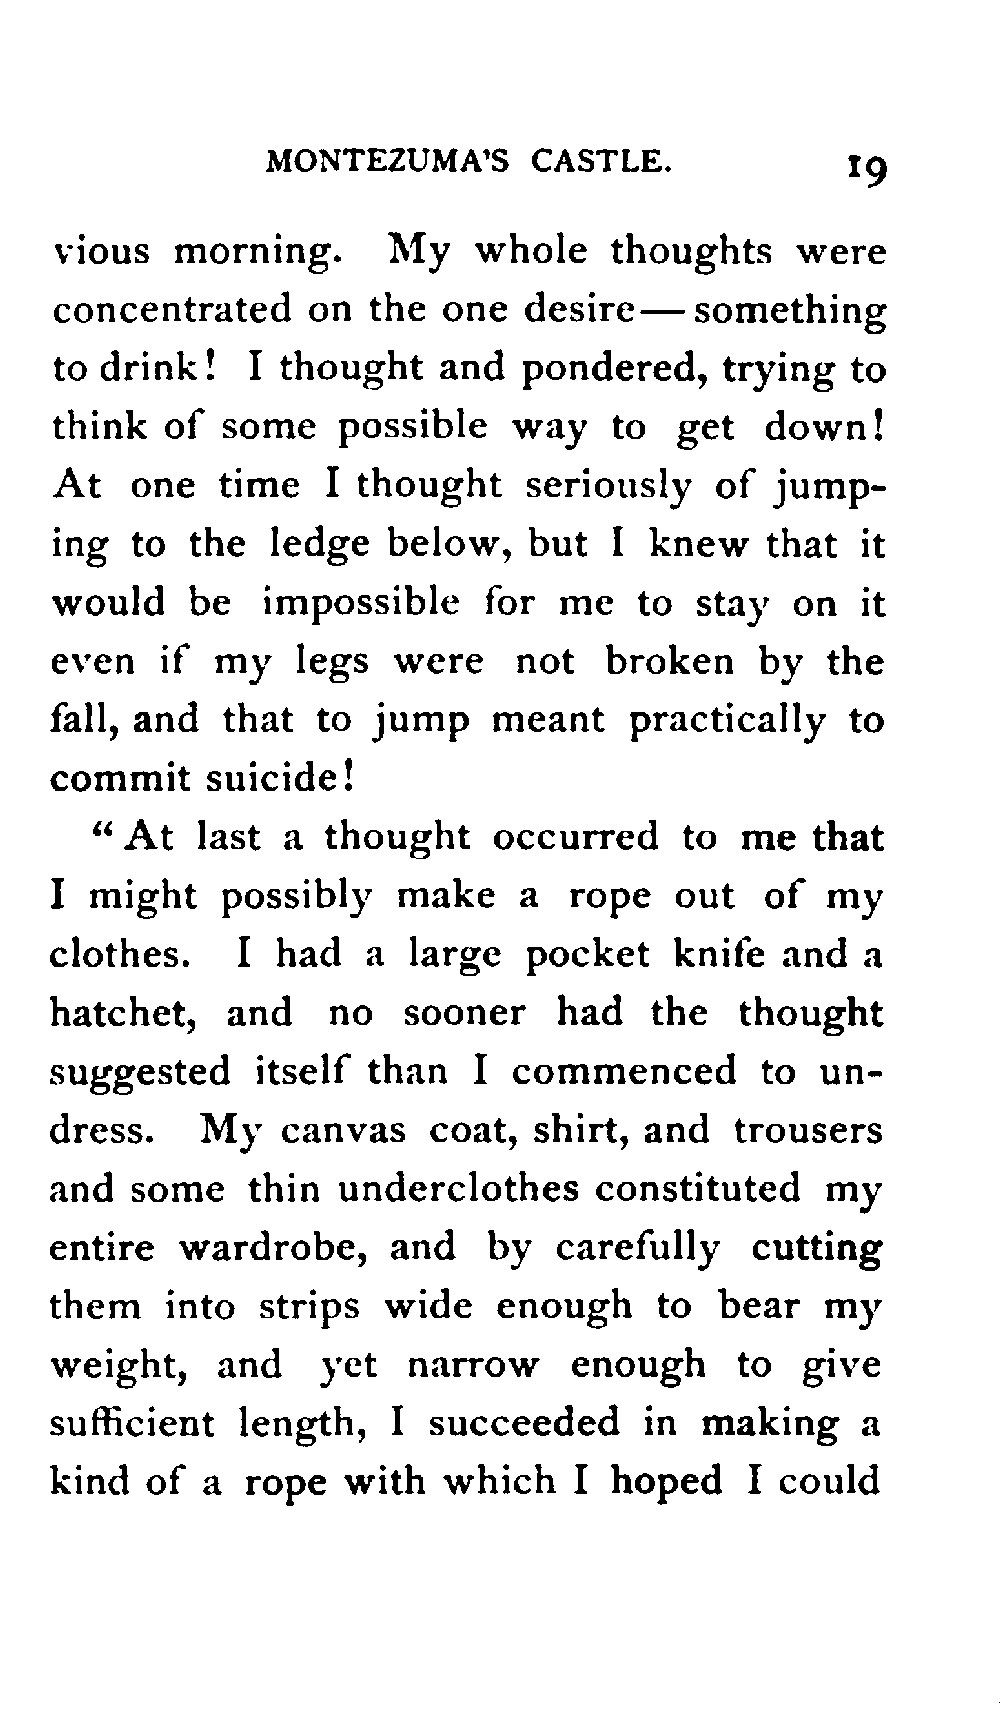 MONTEZUMA'S CASTLE. 19
vious morning. My whole thoughts were
concentrated on the one desire—something
to drink! I thought and pondered, trying to
think of some possible way to get down!
At one time I thought seriously of jump-
ing to the ledge below, but I knew that it
would be impossible for me to stay on it
even if my legs were not broken by the
fall, and that to jump meant practically to
commit suicide!
“At last a thought occurred to me that
I might possibly make a rope out of my
clothes. I had a large pocket knife and a
hatchet, and no sooner had the thought
suggested itself than I commenced to un-
dress. My canvas coat, shirt, and trousers
and some thin underclothes constituted my
entire wardrobe, and by carefully cutting
them into strips wide enough to bear my
weight, and yet narrow enough to give
sufficient length, I succeeded in making a
kind of a rope with which I hoped I could